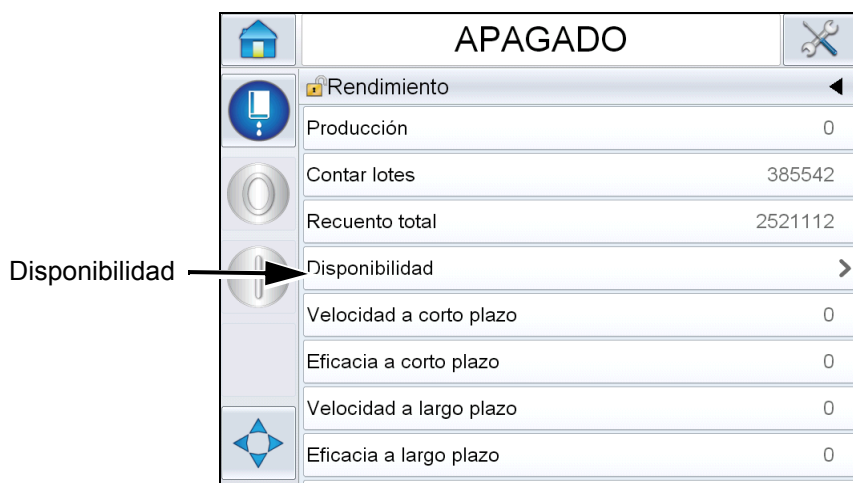 APAGADO
Rendimiento
Producción 0
Contar lotes 385542
Recuento total 2521112
Disponibilidad
Disponibilidad
Velocidad a corto plazo 0
Eficacia a corto plazo 0
Velocidad a largo plazo 0
Eficacia a largo plazo 0